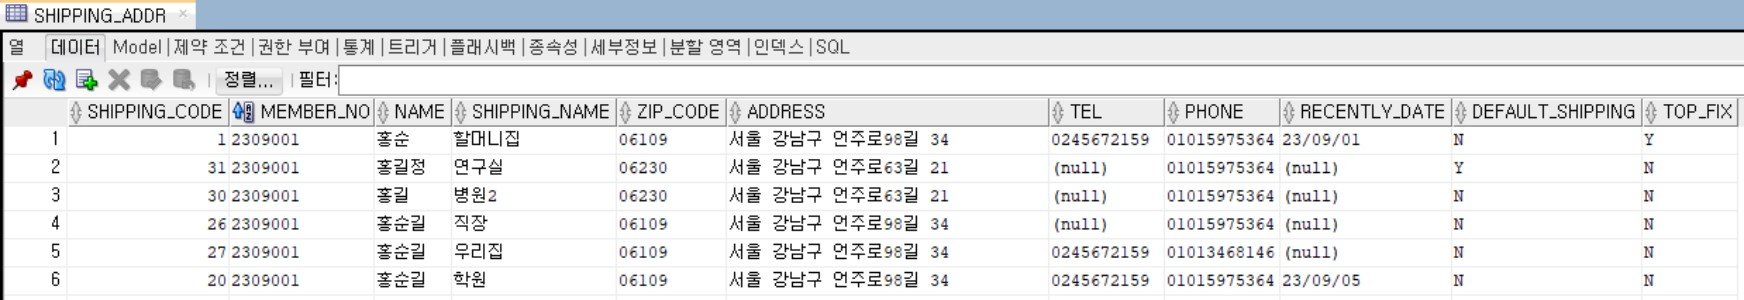 SHIPPING_ADDR ×
열 데이터 Model | 제약 조건 | 권한 부여 | 통계 | 트리거 | 플래시백 | 종속성 | 세부정보 | 분할 영역 | 인덱스 | SQL
정렬... 필터:
SHIPPING_CODE MEMBER_NO NAME SHIPPING_NAME ZIP_CODE ADDRESS TEL PHONE RECENTLY_DATE DEFAULT_SHIPPING TOP_FIX
1 1 2309001 홍순 할머니집 06109 서울 강남구 언주로98길 34 0245672159 01015975364 23/09/01 N Y
2 31 2309001 홍길정 연구실 06230 서울 강남구 언주로63길 21 (null) 01015975364 (null) Y N
3 30 2309001 홍길 병원2 06230 서울 강남구 언주로63길 21 (null) 01015975364 (null) N N
4 26 2309001 홍순길 직장 06109 서울 강남구 언주로98길 34 (null) 01015975364 (null) N N
5 27 2309001 홍순길 우리집 06109 서울 강남구 언주로98길 34 0245672159 01013468146 (null) N N
6 20 2309001 홍순길 학원 06109 서울 강남구 언주로98길 34 0245672159 01015975364 23/09/05 N N